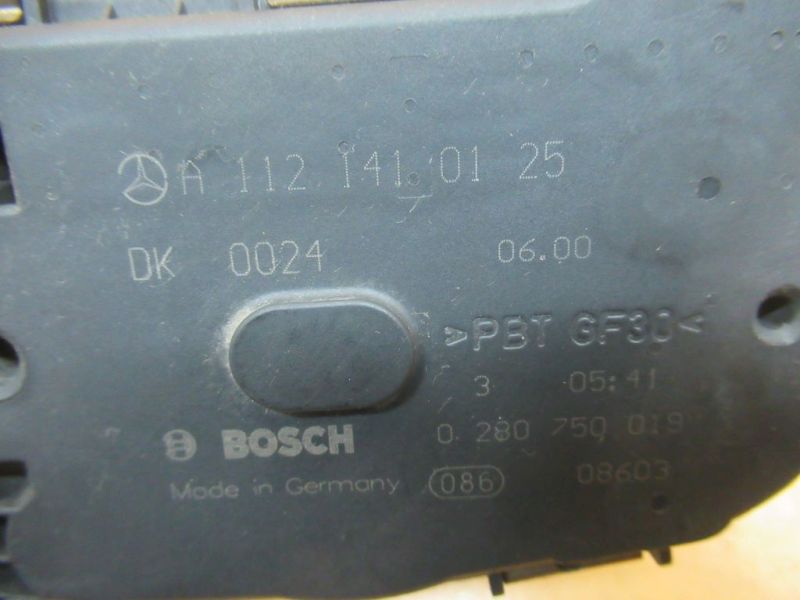 A 112 141 01 25
DK 0024 06.00
>PBT GF30<
3 05:41
BOSCH 0 280 750 019
Made in Germany 086 08603